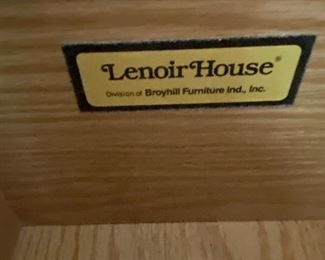 Lenoir House®
Division of Broyhill Furniture Ind., Inc.